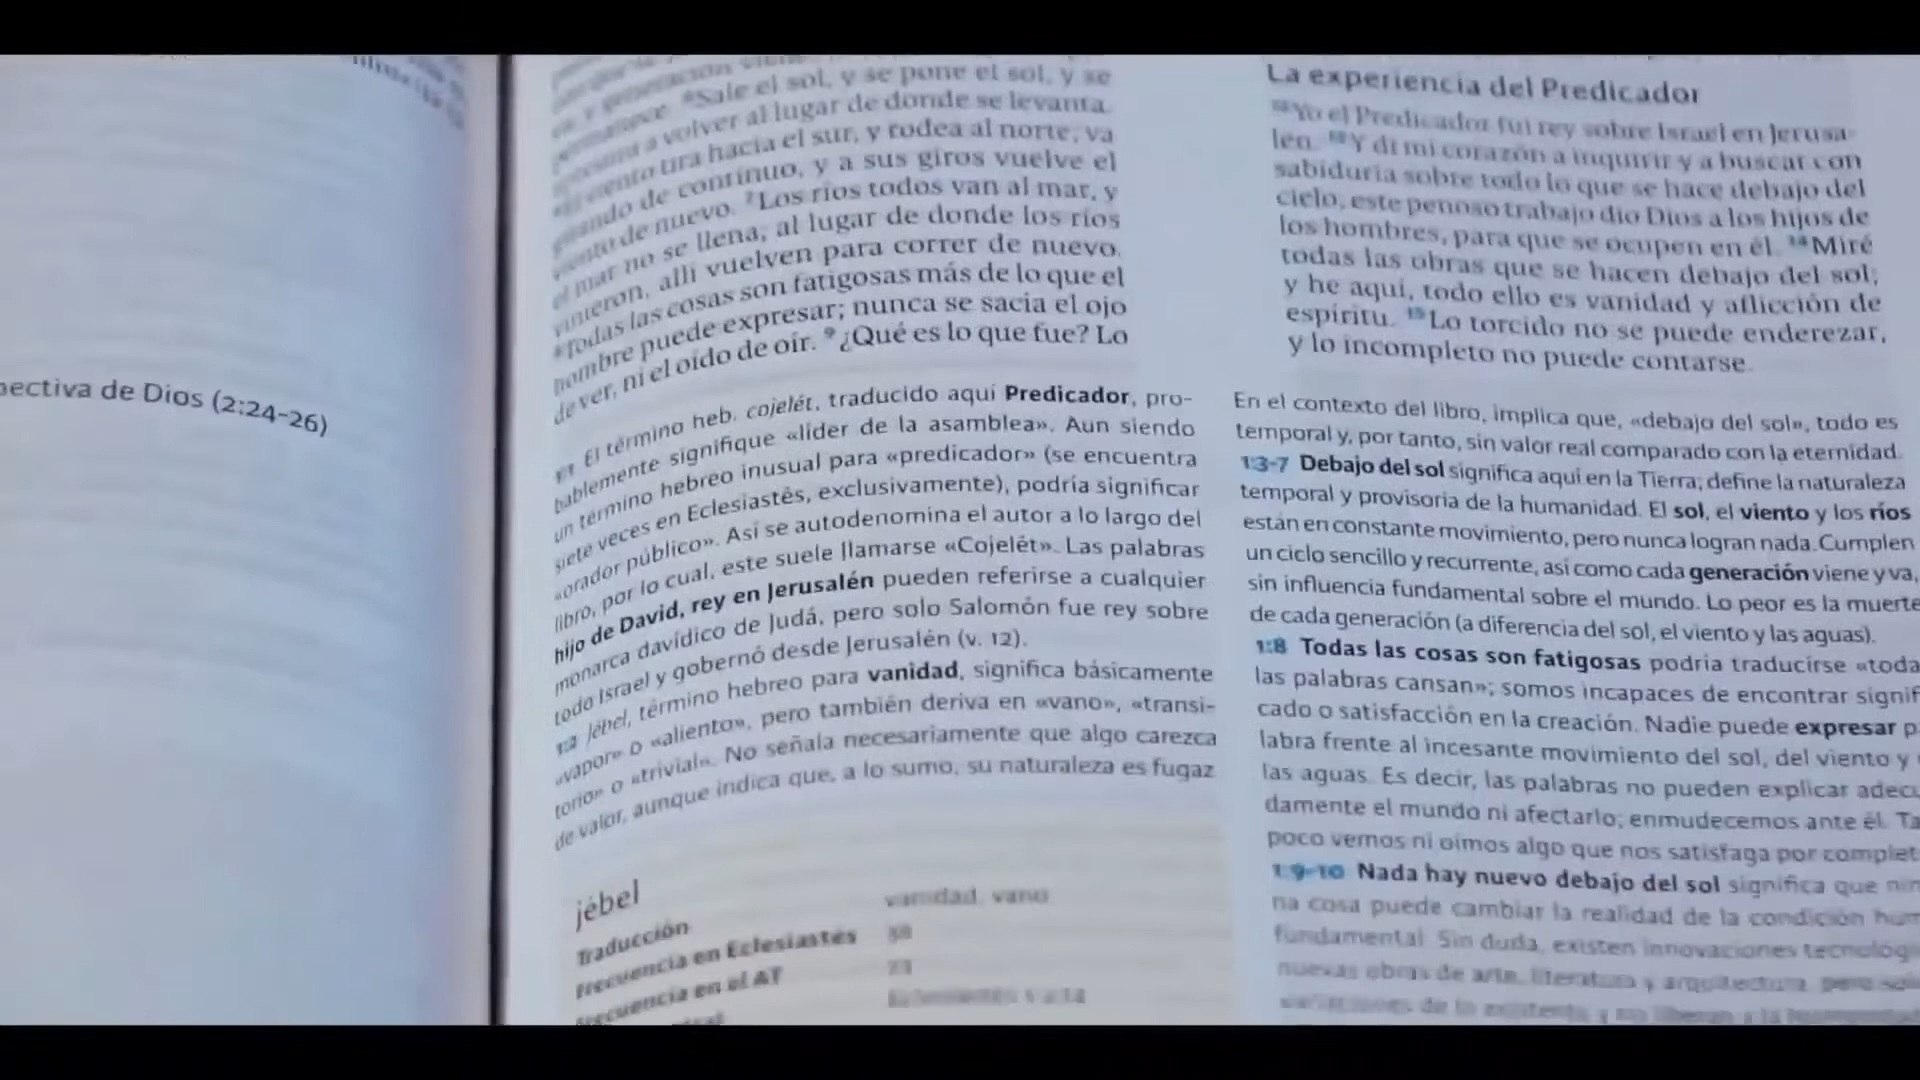 pectiva de Dios (2:24-26)
Sale el sol, y se pone el sol, y se
a volver al lugar de donde se levanta.
tira hacia el sur, y rodea al norte; va
de continuo, y a sus giros vuelve el
viento de nuevo. 7Los ríos todos van al mar, y
el mar no se llena; al lugar de donde los ríos
vinieron, allí vuelven para correr de nuevo.
8Todas las cosas son fatigosas más de lo que el
hombre puede expresar; nunca se sacia el ojo
de ver, ni el oído de oír. 9 ¿Qué es lo que fue? Lo
1:1 El término heb. cojelét, traducido aquí Predicador, pro-
bablemente signifique «líder de la asamblea». Aun siendo
un término hebreo inusual para «predicador» (se encuentra
siete veces en Eclesiastés, exclusivamente), podría significar
«orador público». Así se autodenomina el autor a lo largo del
libro, por lo cual, este suele llamarse «Cojelét». Las palabras
hijo de David, rey en Jerusalén pueden referirse a cualquier
monarca davídico de Judá, pero solo Salomón fue rey sobre
todo Israel y gobernó desde Jerusalén (v. 12).
1:2 Jébel, término hebreo para vanidad, significa básicamente
«vapor» o «aliento», pero también deriva en «vano», «transi-
torio» o «trivial». No señala necesariamente que algo carezca
de valor, aunque indica que, a lo sumo, su naturaleza es fugaz
jébel
Traducción vanidad, vano
Frecuencia en Eclesiastés 38
Frecuencia en el AT 73
La experiencia del Predicador
12Yo el Predicador fui rey sobre Israel en Jerusa-
lén. 13Y di mi corazón a inquirir y a buscar con
sabiduría sobre todo lo que se hace debajo del
cielo; este penoso trabajo dio Dios a los hijos de
los hombres, para que se ocupen en él. 14Miré
todas las obras que se hacen debajo del sol;
y he aquí, todo ello es vanidad y aflicción de
espíritu. 15Lo torcido no se puede enderezar,
y lo incompleto no puede contarse.
En el contexto del libro, implica que, «debajo del sol», todo es
temporal y, por tanto, sin valor real comparado con la eternidad.
1:3-7 Debajo del sol significa aquí en la Tierra; define la naturaleza
temporal y provisoria de la humanidad. El sol, el viento y los ríos
están en constante movimiento, pero nunca logran nada. Cumplen
un ciclo sencillo y recurrente, así como cada generación viene y va,
sin influencia fundamental sobre el mundo. Lo peor es la muerte
de cada generación (a diferencia del sol, el viento y las aguas).
1:8 Todas las cosas son fatigosas podría traducirse «toda
las palabras cansan»; somos incapaces de encontrar signif
cado o satisfacción en la creación. Nadie puede expresar p
labra frente al incesante movimiento del sol, del viento y
las aguas. Es decir, las palabras no pueden explicar adecu
damente el mundo ni afectarlo; enmudecemos ante él. Ta
poco vemos ni oímos algo que nos satisfaga por complet
1:9-10 Nada hay nuevo debajo del sol significa que nin
na cosa puede cambiar la realidad de la condición hum
fundamental. Sin duda, existen innovaciones tecnológi
nuevas obras de arte, literatura y arquitectura, pero sol